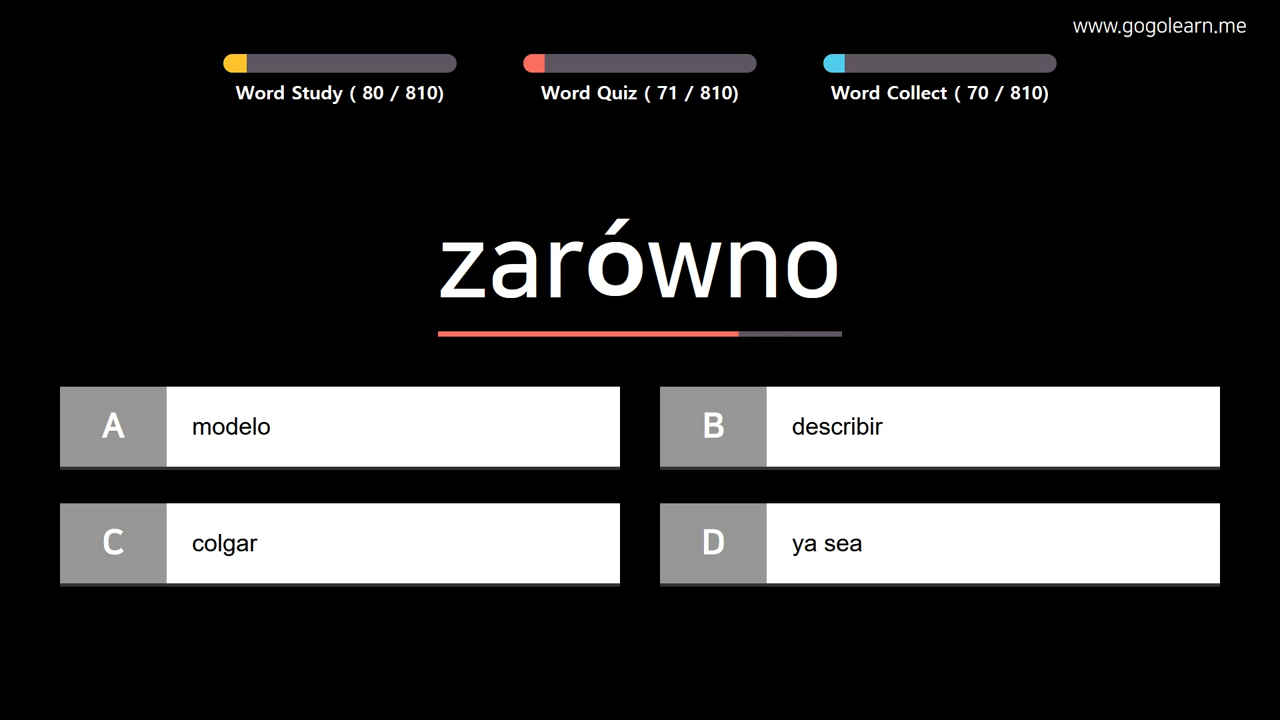 www.gogolearn.me
Word Study ( 80 / 810)
Word Quiz ( 71 / 810)
Word Collect ( 70 / 810)
zarówno
A
modelo
B
describir
C
colgar
D
ya sea